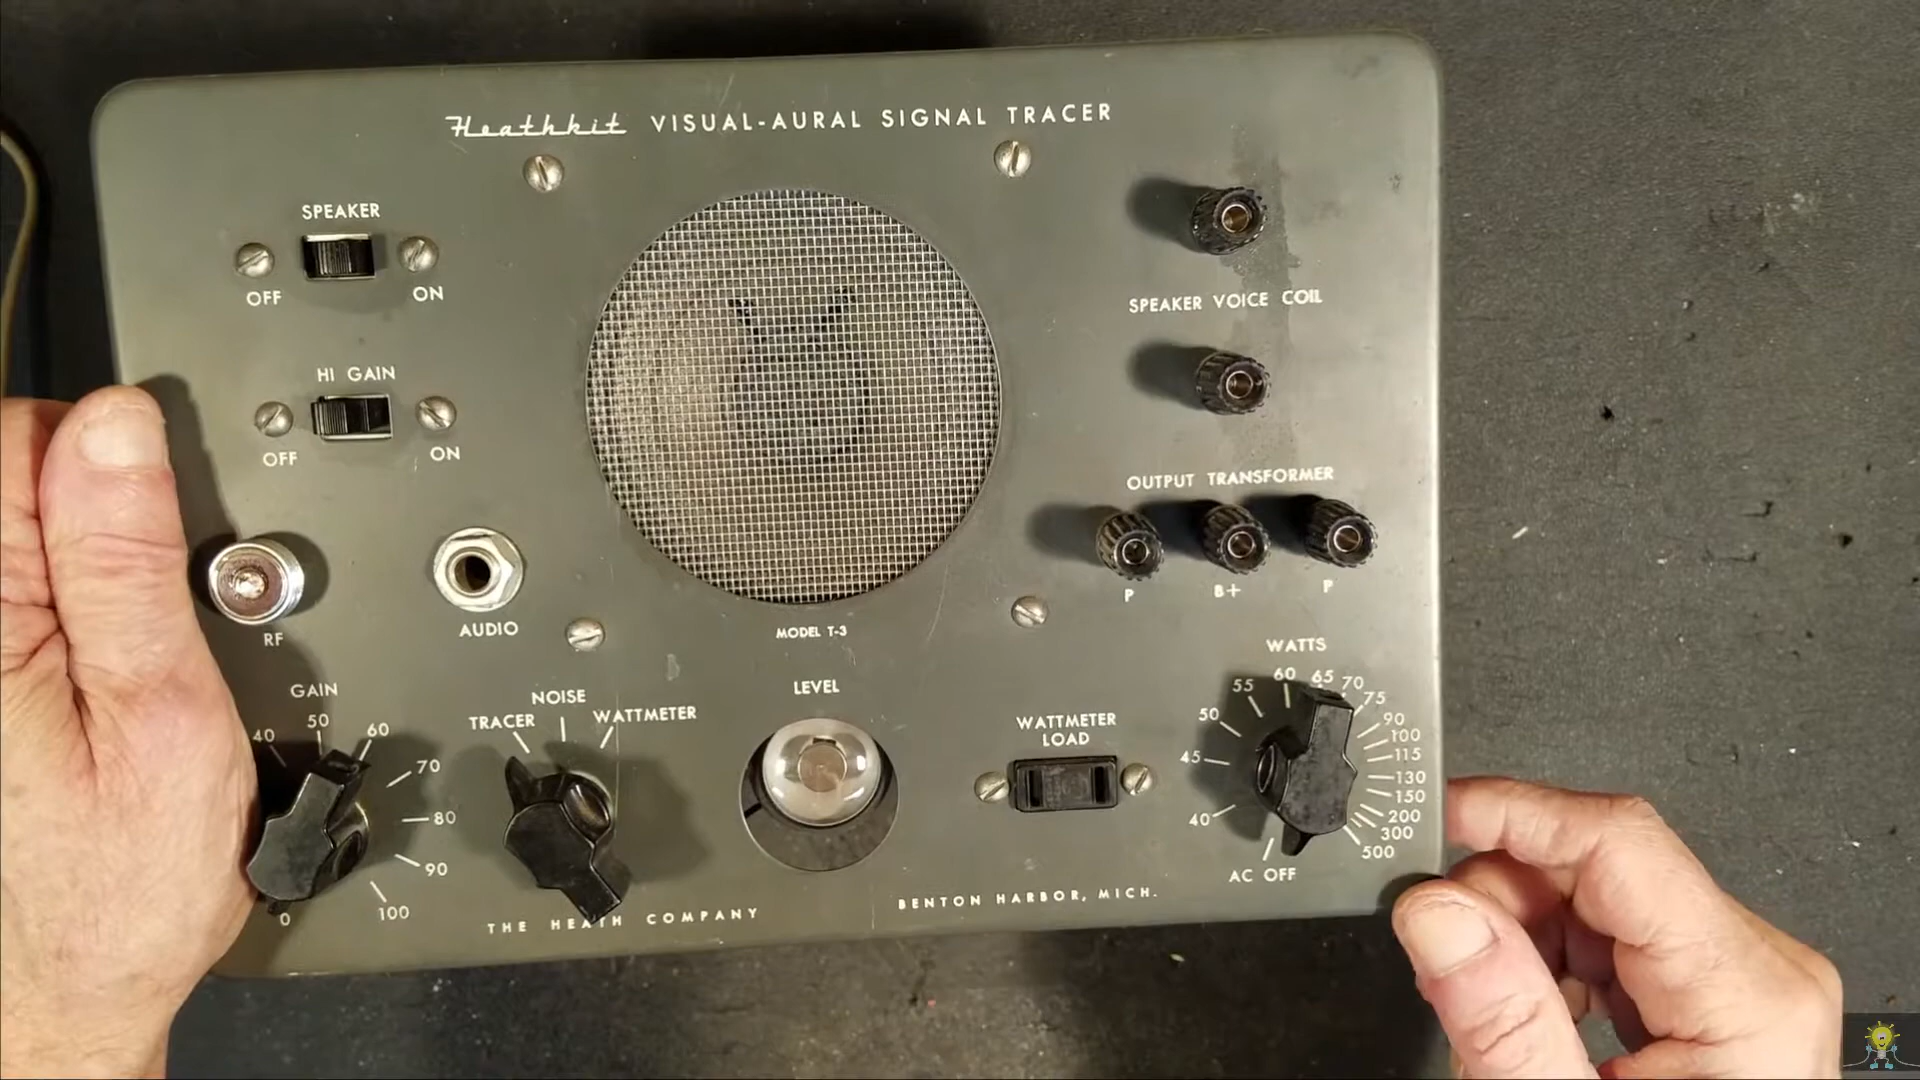 Heathkit VISUAL-AURAL SIGNAL TRACER
SPEAKER
OFF
ON
HI GAIN
OFF
ON
RF
AUDIO
MODEL T-3
SPEAKER VOICE COIL
OUTPUT TRANSFORMER
P
B+
P
GAIN
0
40
50
60
70
80
90
100
TRACER
NOISE
WATTMETER
LEVEL
WATTMETER
LOAD
WATTS
AC OFF
40
45
50
55
60
65
70
75
90
100
115
130
150
200
300
500
THE HEATH COMPANY
BENTON HARBOR, MICH.